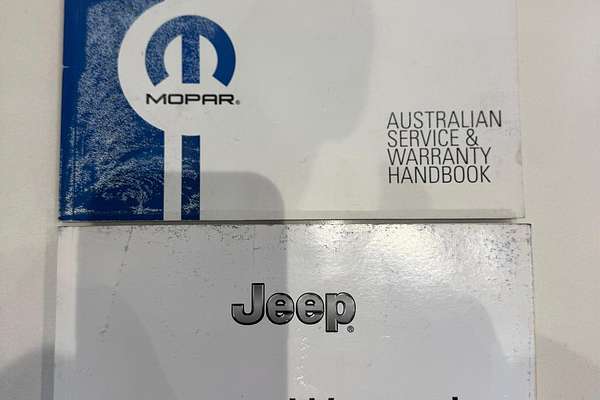 MOPAR®
AUSTRALIAN
SERVICE &
WARRANTY
HANDBOOK
Jeep®